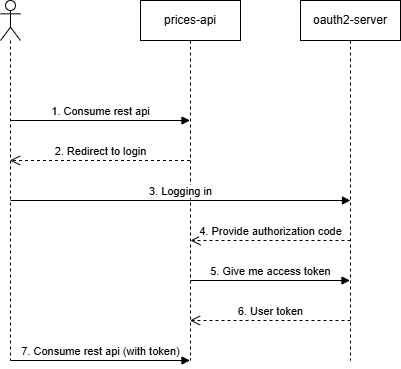 prices-api
oauth2-server
1. Consume rest api
2. Redirect to login
3. Logging in
4. Provide authorization code
5. Give me access token
6. User token
7. Consume rest api (with token)